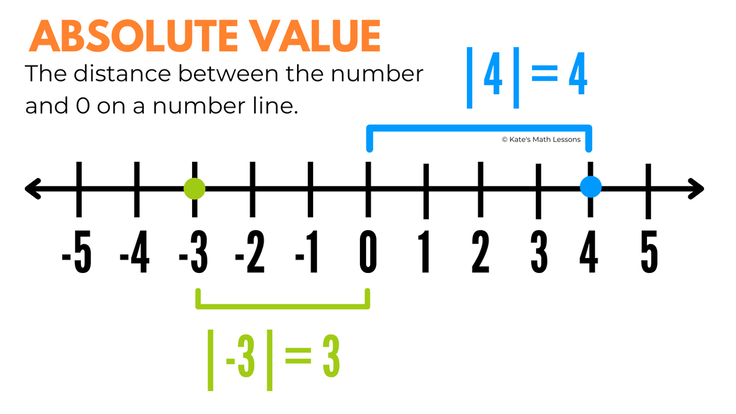 ABSOLUTE VALUE
The distance between the number
and 0 on a number line.
|4| = 4
© Kate's Math Lessons
-5 -4 -3 -2 -1 0 1 2 3 4 5
|-3| = 3